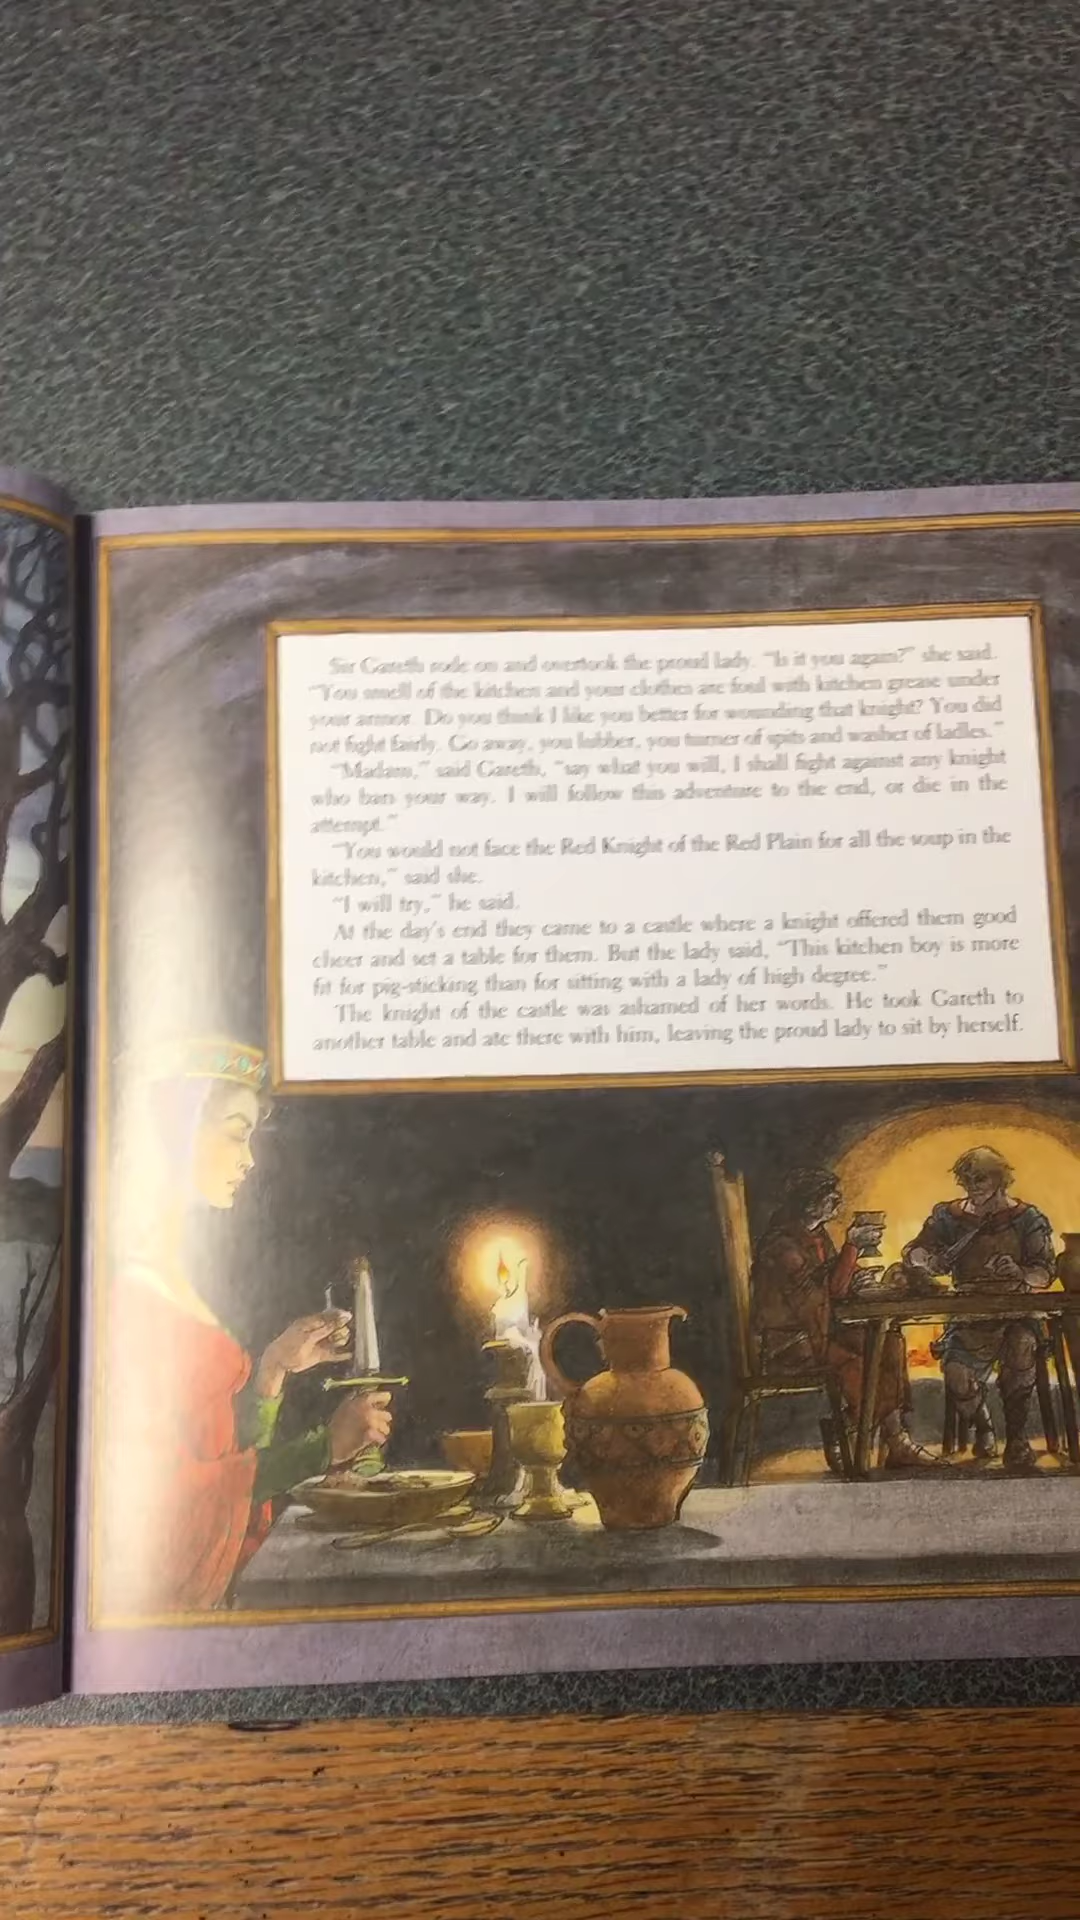 Sir Gareth rode on and overtook the proud lady. "Is it you again?" she said.
"You smell of the kitchen and your clothes are foul with kitchen grease under
your armor. Do you think I like you better for wounding that knight? You did
not fight fairly. Go away, you lubber, you turner of spits and washer of ladles."
"Madam," said Gareth, "say what you will, I shall fight against any knight
who bars your way. I will follow this adventure to the end, or die in the
attempt."
"You would not face the Red Knight of the Red Plain for all the soup in the
kitchen," said she.
"I will try," he said.
At the day's end they came to a castle where a knight offered them good
cheer and set a table for them. But the lady said, "This kitchen boy is more
fit for pig-sticking than for sitting with a lady of high degree."
The knight of the castle was ashamed of her words. He took Gareth to
another table and ate there with him, leaving the proud lady to sit by herself.